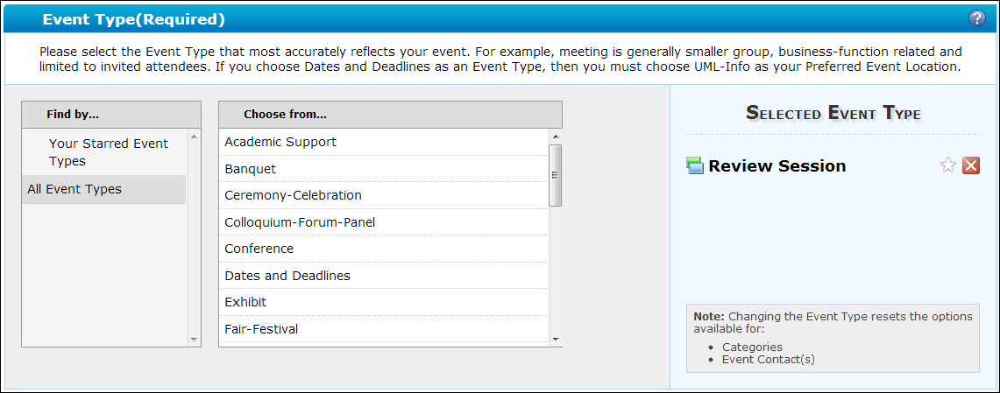 Event Type(Required)
?
Please select the Event Type that most accurately reflects your event. For example, meeting is generally smaller group, business-function related and
limited to invited attendees. If you choose Dates and Deadlines as an Event Type, then you must choose UML-Info as your Preferred Event Location.
Find by...
Your Starred Event
Types
All Event Types
Choose from...
Academic Support
Banquet
Ceremony-Celebration
Colloquium-Forum-Panel
Conference
Dates and Deadlines
Exhibit
Fair-Festival
Selected Event Type
Review Session
Note: Changing the Event Type resets the options
available for:
• Categories
• Event Contact(s)